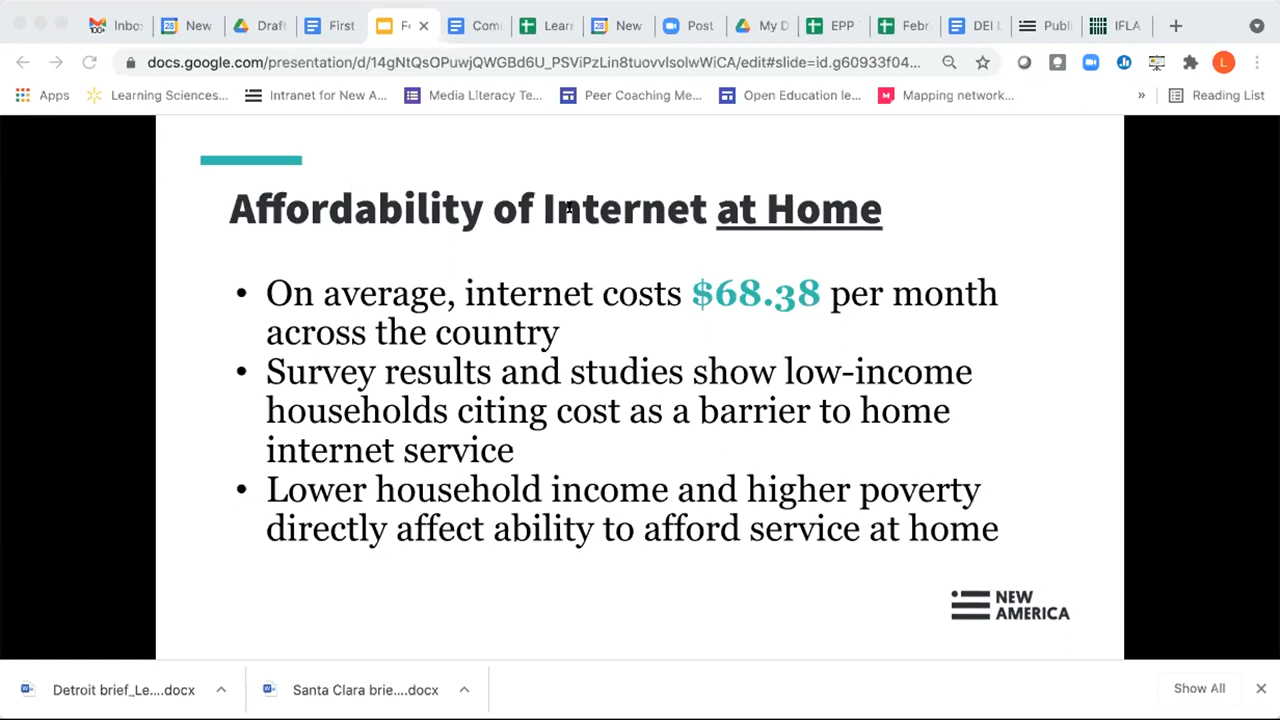 Inbo
100+
28 New
Draft
First
Fe
Com
Learn
28 New
Post
My D
EPP
Febr
DEI L
Publi
IFLA
docs.google.com/presentation/d/14gNtQsOPuwjQWGBd6U_PSViPzLin8tuovvlsolwWiCA/edit#slide=id.g60933f04...
L
Apps
Learning Sciences...
Intranet for New A...
Media LIteracy Te...
Peer Coaching Me...
Open Education le...
M Mapping network...
»
Reading List
Affordability of Internet at Home
• On average, internet costs $68.38 per month
across the country
• Survey results and studies show low-income
households citing cost as a barrier to home
internet service
• Lower household income and higher poverty
directly affect ability to afford service at home
NEW
AMERICA
Detroit brief_Le....docx
Santa Clara brie....docx
Show All